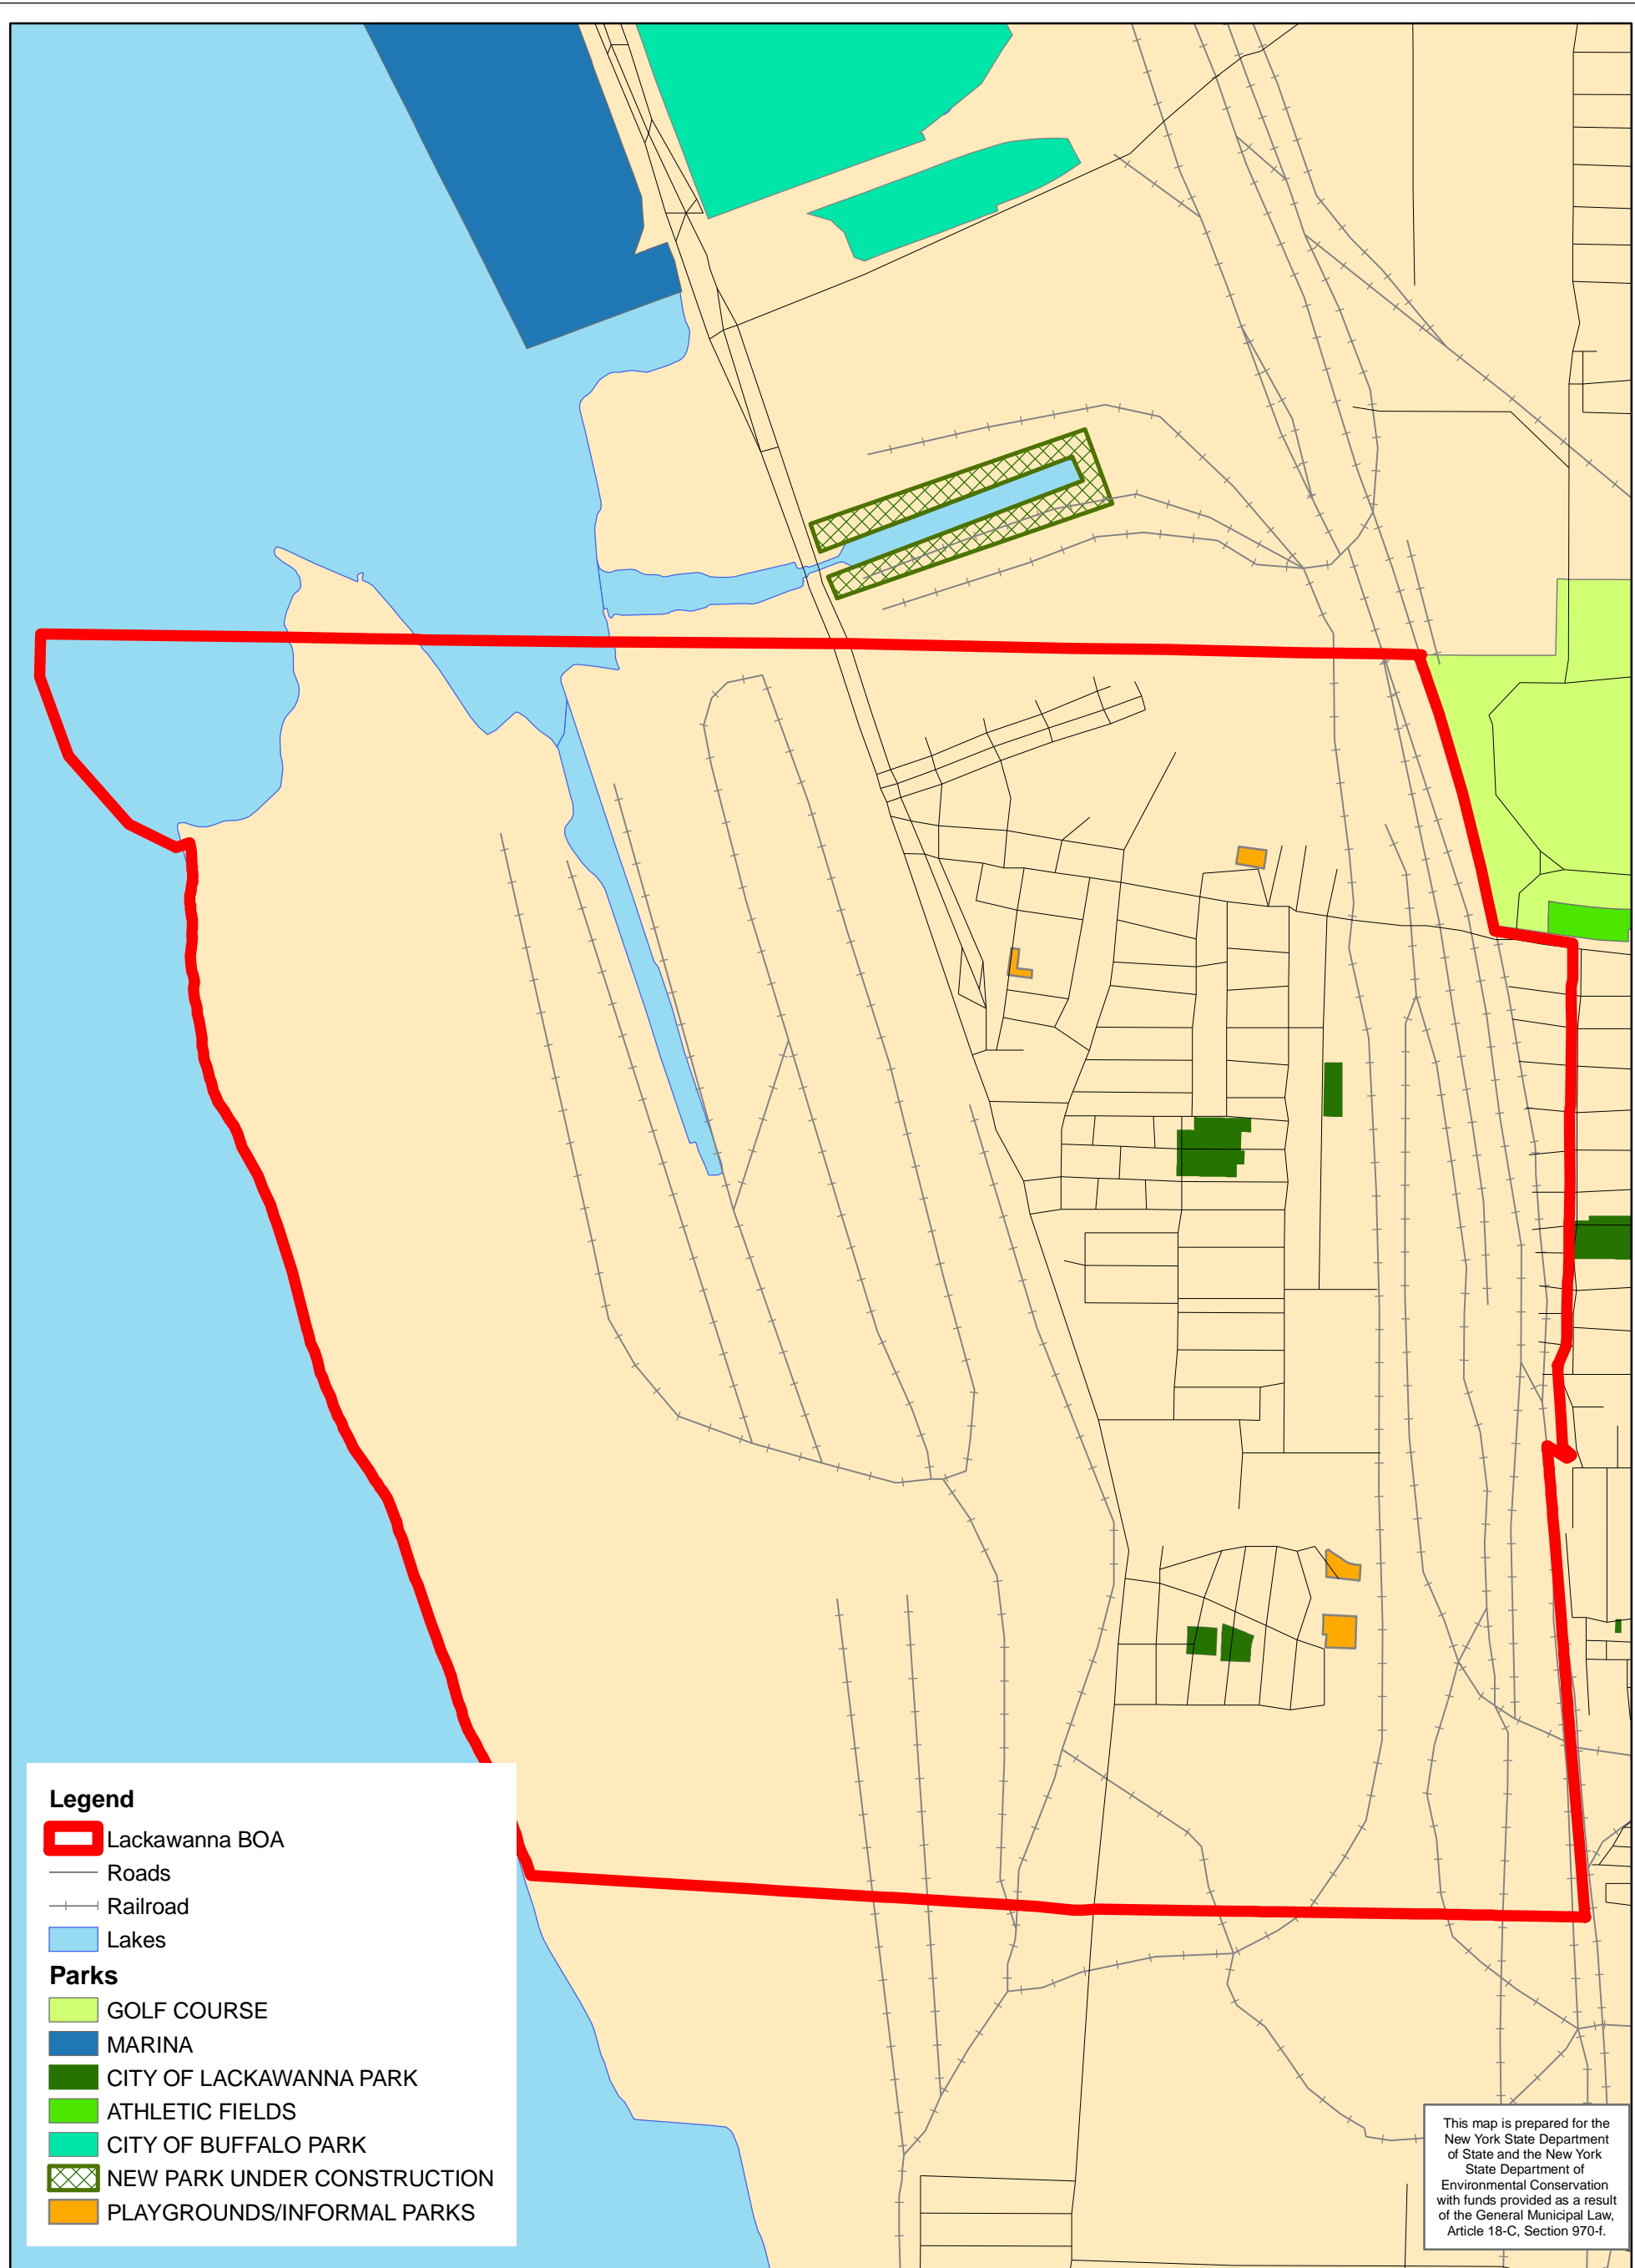 Legend
Lackawanna BOA
Roads
Railroad
Lakes
Parks
GOLF COURSE
MARINA
CITY OF LACKAWANNA PARK
ATHLETIC FIELDS
CITY OF BUFFALO PARK
NEW PARK UNDER CONSTRUCTION
PLAYGROUNDS/INFORMAL PARKS
This map is prepared for the
New York State Department
of State and the New York
State Department of
Environmental Conservation
with funds provided as a result
of the General Municipal Law,
Article 18-C, Section 970-f.